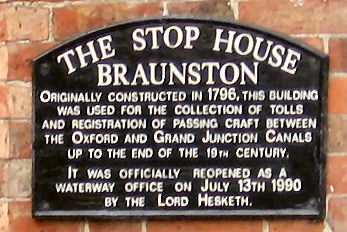 THE STOP HOUSE
BRAUNSTON
ORIGINALLY CONSTRUCTED IN 1796, THIS BUILDING
WAS USED FOR THE COLLECTION OF TOLLS
AND REGISTRATION OF PASSING CRAFT BETWEEN
THE OXFORD AND GRAND JUNCTION CANALS
UP TO THE END OF THE 19TH CENTURY.
IT WAS OFFICIALLY REOPENED AS A
WATERWAY OFFICE ON JULY 13TH 1990
BY THE LORD HESKETH.